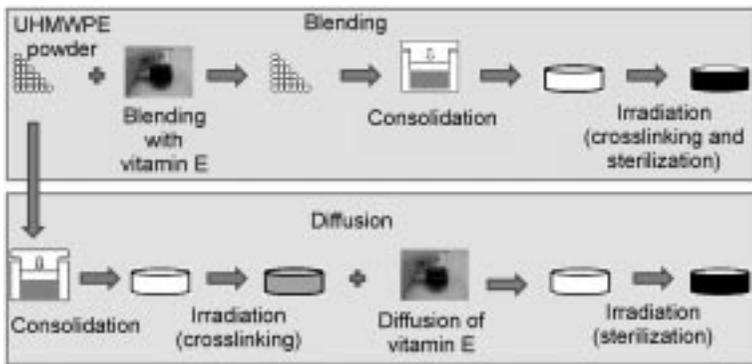 UHMWPE
powder
Blending
Blending
with
vitamin E
Consolidation
Irradiation
(crosslinking and
sterilization)
Diffusion
Consolidation
Irradiation
(crosslinking)
Diffusion of
vitamin E
Irradiation
(sterilization)